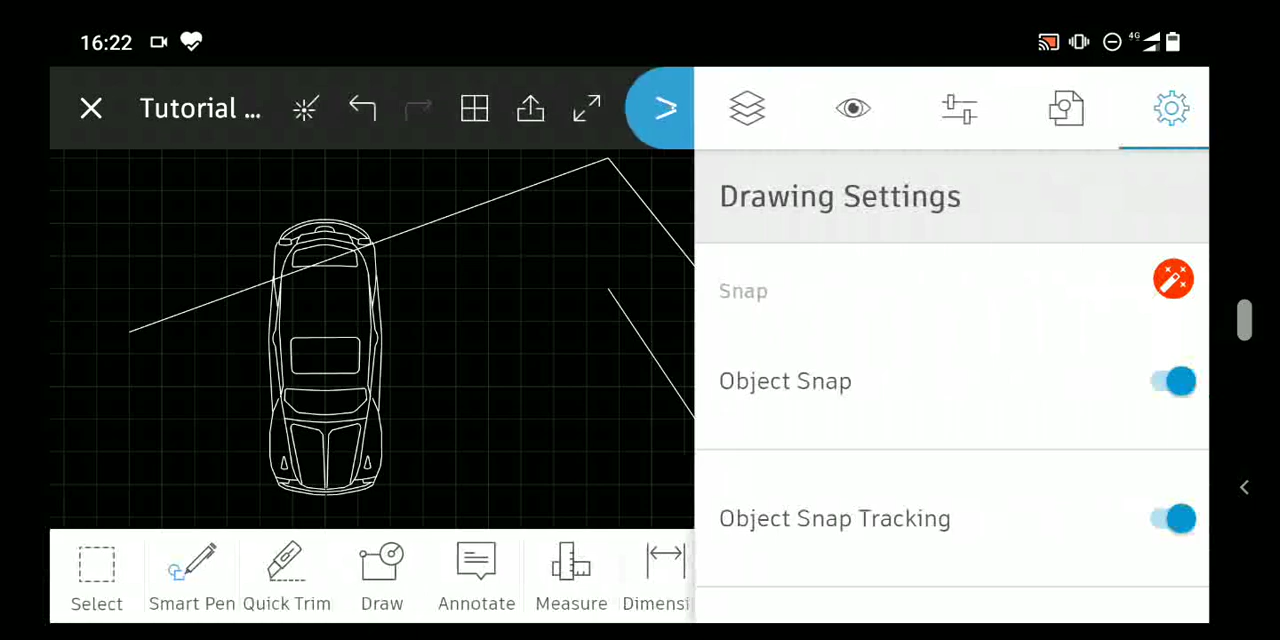 16:22
4G
Tutorial ...
Drawing Settings
Snap
Object Snap
Object Snap Tracking
Select
Smart Pen
Quick Trim
Draw
Annotate
Measure
Dimensi